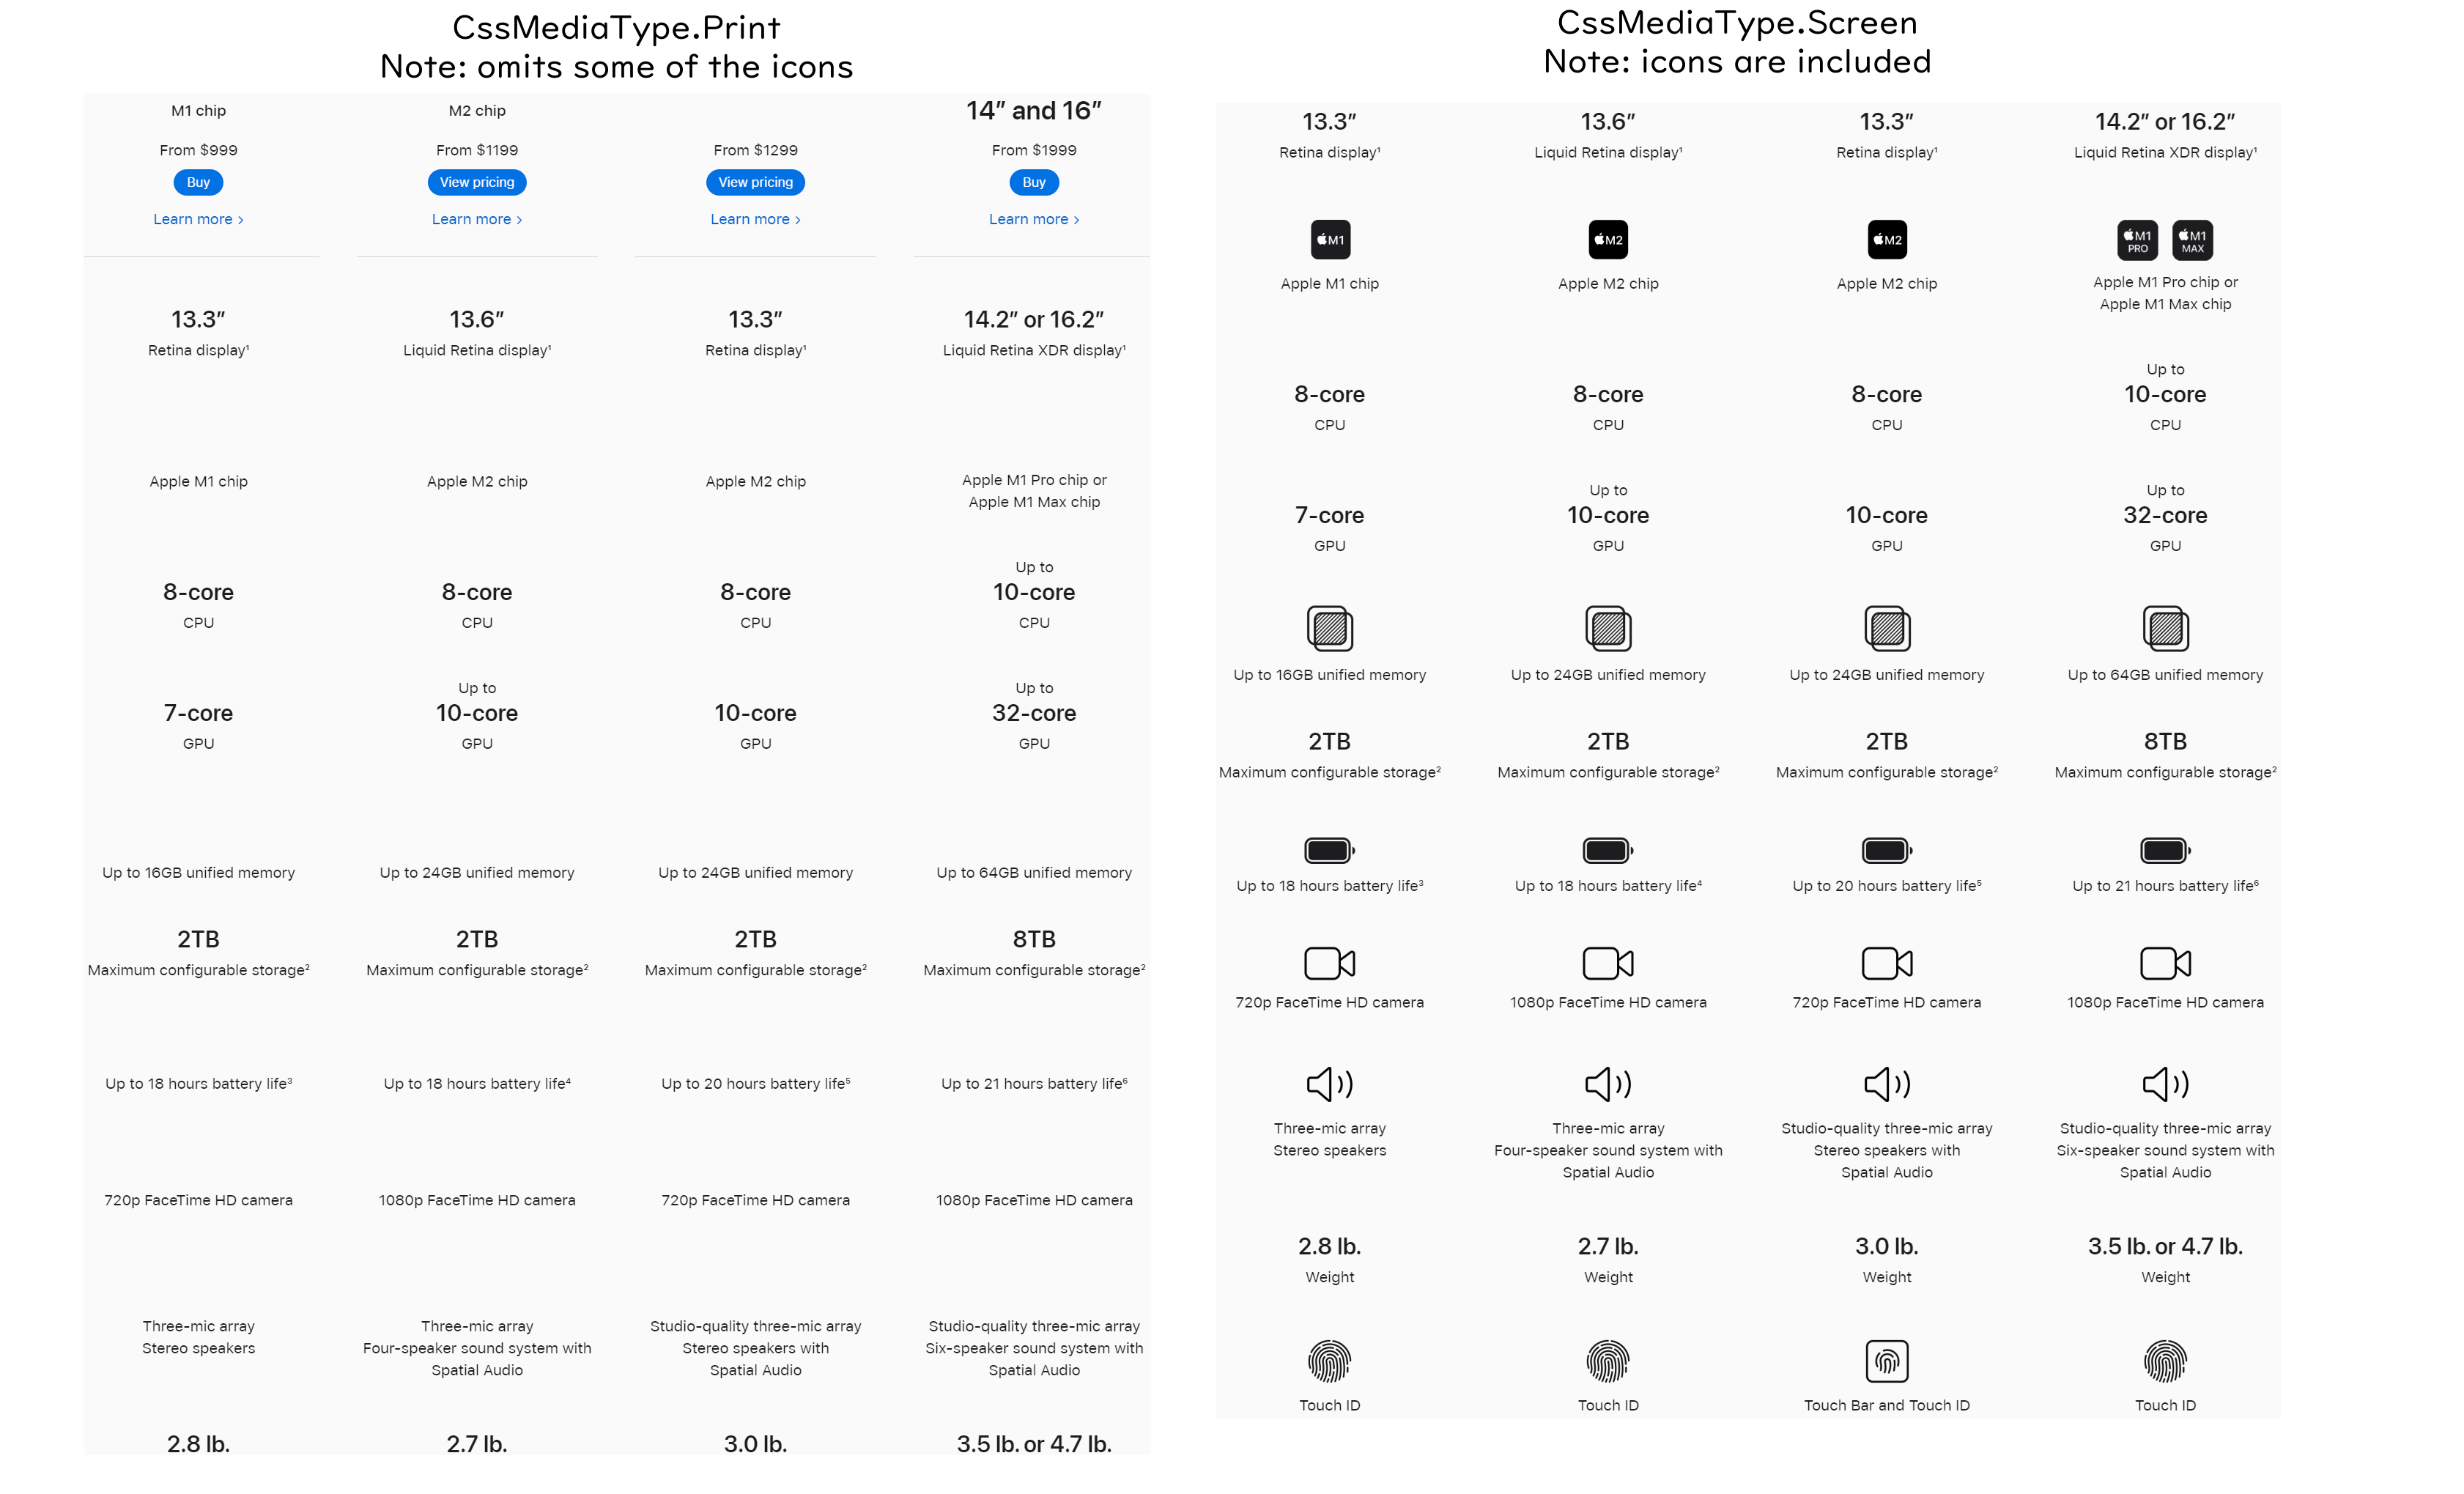 CssMediaType.Print
Note: omits some of the icons
M1 chip M2 chip 14″ and 16″
From $999 From $1199 From $1299 From $1999
Buy View pricing View pricing Buy
Learn more > Learn more > Learn more > Learn more >
13.3″ 13.6″ 13.3″ 14.2″ or 16.2″
Retina display¹ Liquid Retina display¹ Retina display¹ Liquid Retina XDR display¹
Apple M1 chip Apple M2 chip Apple M2 chip Apple M1 Pro chip or
Apple M1 Max chip
Up to
8-core 8-core 8-core 10-core
CPU CPU CPU CPU
Up to Up to
7-core 10-core 10-core 32-core
GPU GPU GPU GPU
Up to 16GB unified memory Up to 24GB unified memory Up to 24GB unified memory Up to 64GB unified memory
2TB 2TB 2TB 8TB
Maximum configurable storage² Maximum configurable storage² Maximum configurable storage² Maximum configurable storage²
Up to 18 hours battery life³ Up to 18 hours battery life⁴ Up to 20 hours battery life⁵ Up to 21 hours battery life⁶
720p FaceTime HD camera 1080p FaceTime HD camera 720p FaceTime HD camera 1080p FaceTime HD camera
Three-mic array Three-mic array Studio-quality three-mic array Studio-quality three-mic array
Stereo speakers Four-speaker sound system with Stereo speakers with Six-speaker sound system with
Spatial Audio Spatial Audio Spatial Audio
2.8 lb. 2.7 lb. 3.0 lb. 3.5 lb. or 4.7 lb.
CssMediaType.Screen
Note: icons are included
13.3″ 13.6″ 13.3″ 14.2″ or 16.2″
Retina display¹ Liquid Retina display¹ Retina display¹ Liquid Retina XDR display¹
M1 M2 M2 M1 M1
PRO MAX
Apple M1 chip Apple M2 chip Apple M2 chip Apple M1 Pro chip or
Apple M1 Max chip
Up to
8-core 8-core 8-core 10-core
CPU CPU CPU CPU
Up to Up to
7-core 10-core 10-core 32-core
GPU GPU GPU GPU
Up to 16GB unified memory Up to 24GB unified memory Up to 24GB unified memory Up to 64GB unified memory
2TB 2TB 2TB 8TB
Maximum configurable storage² Maximum configurable storage² Maximum configurable storage² Maximum configurable storage²
Up to 18 hours battery life³ Up to 18 hours battery life⁴ Up to 20 hours battery life⁵ Up to 21 hours battery life⁶
720p FaceTime HD camera 1080p FaceTime HD camera 720p FaceTime HD camera 1080p FaceTime HD camera
Three-mic array Three-mic array Studio-quality three-mic array Studio-quality three-mic array
Stereo speakers Four-speaker sound system with Stereo speakers with Six-speaker sound system with
Spatial Audio Spatial Audio Spatial Audio
2.8 lb. 2.7 lb. 3.0 lb. 3.5 lb. or 4.7 lb.
Weight Weight Weight Weight
Touch ID Touch ID Touch Bar and Touch ID Touch ID